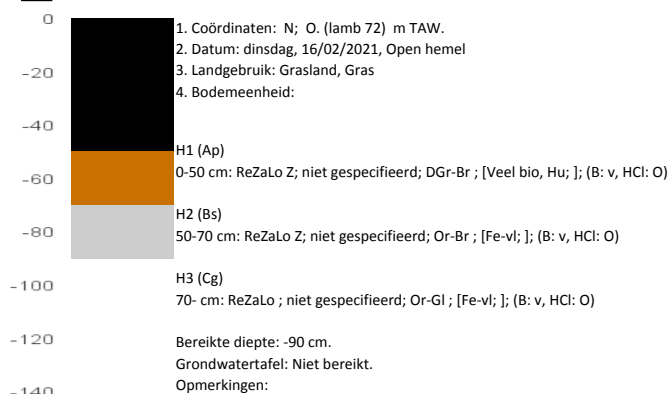 0
-20
-40
-60
-80
-100
-120
-140
1. Coördinaten: N; O. (lamb 72) m TAW.
2. Datum: dinsdag, 16/02/2021, Open hemel
3. Landgebruik: Grasland, Gras
4. Bodemeenheid:
H1 (Ap)
0-50 cm: ReZaLo Z; niet gespecifieerd; DGr-Br ; [Veel bio, Hu; ]; (B: v, HCl: O)
H2 (Bs)
50-70 cm: ReZaLo Z; niet gespecifieerd; Or-Br ; [Fe-vl; ]; (B: v, HCl: O)
H3 (Cg)
70- cm: ReZaLo ; niet gespecifieerd; Or-Gl ; [Fe-vl; ]; (B: v, HCl: O)
Bereikte diepte: -90 cm.
Grondwatertafel: Niet bereikt.
Opmerkingen: